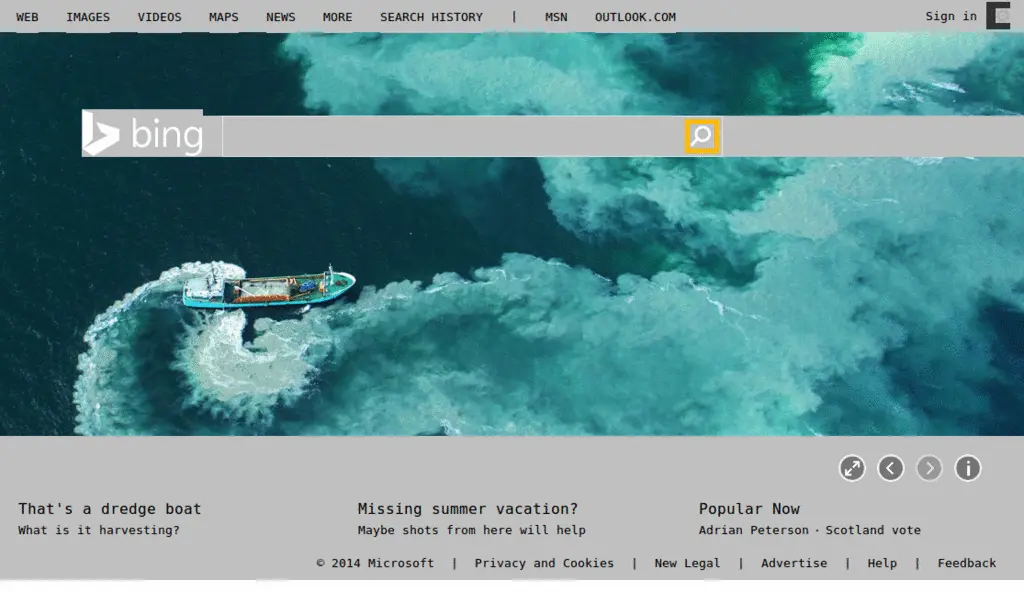 WEB IMAGES VIDEOS MAPS NEWS MORE SEARCH HISTORY | MSN OUTLOOK.COM Sign in
bing
That's a dredge boat
What is it harvesting?
Missing summer vacation?
Maybe shots from here will help
Popular Now
Adrian Peterson · Scotland vote
© 2014 Microsoft | Privacy and Cookies | New Legal | Advertise | Help | Feedback